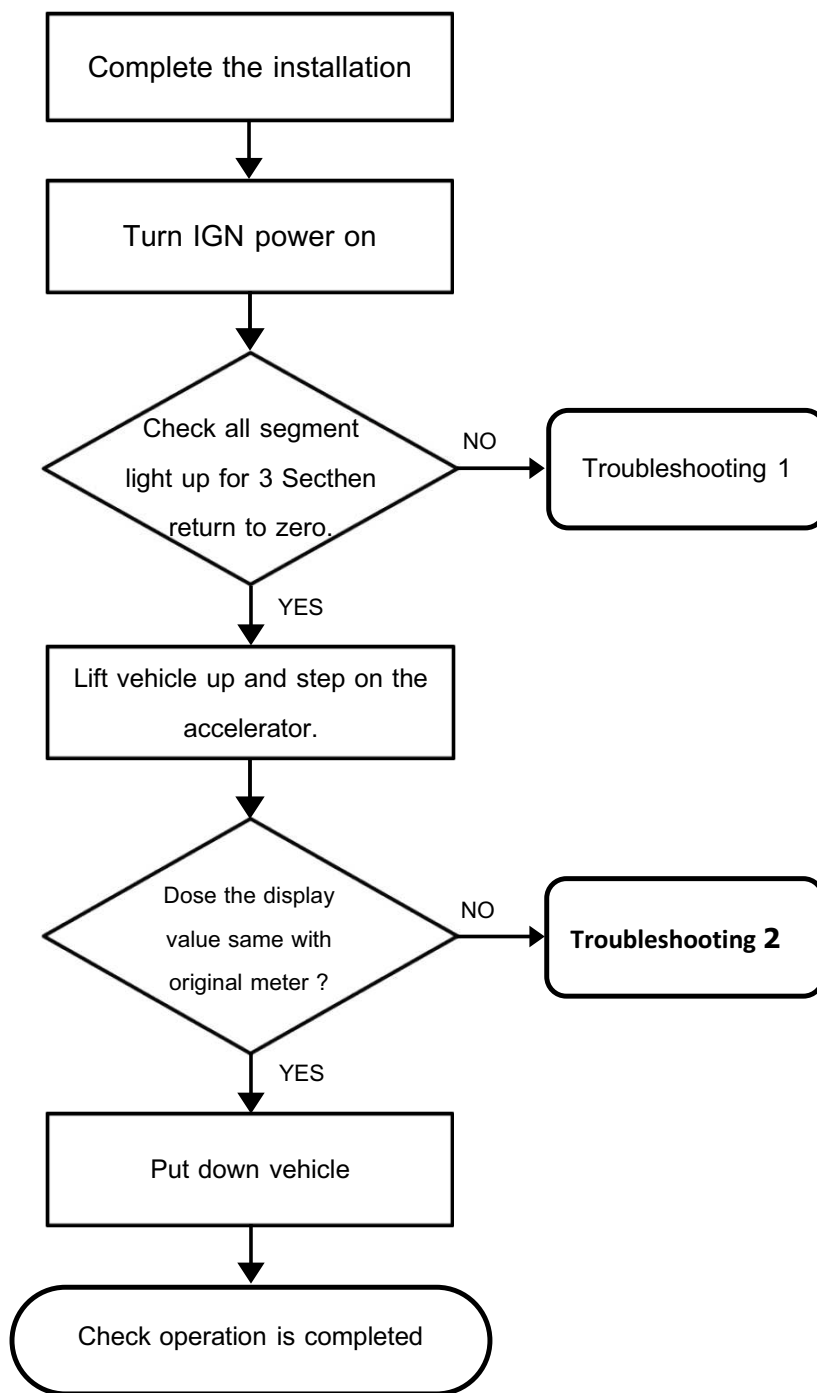 Complete the installation
Turn IGN power on
Check all segment
light up for 3 Secthen
return to zero.
NO
Troubleshooting 1
YES
Lift vehicle up and step on the
accelerator.
Dose the display
value same with
original meter ?
NO
Troubleshooting 2
YES
Put down vehicle
Check operation is completed